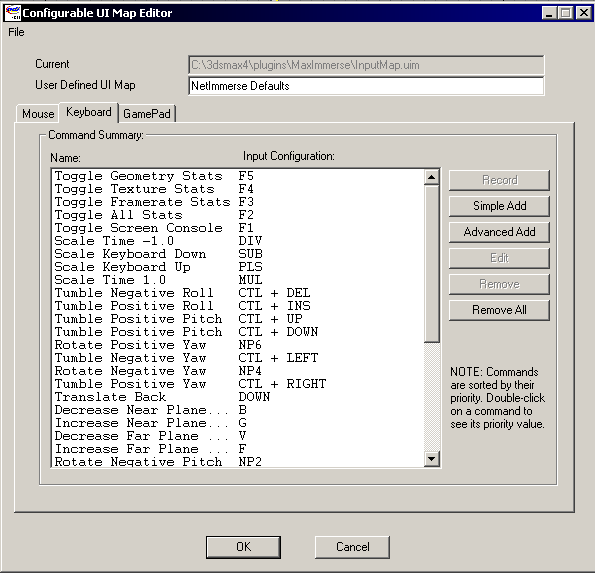 Configurable UI Map Editor
File
Current C:\3dsmax4\plugins\MaxImmerse\InputMap.uim
User Defined UI Map NetImmerse Defaults
Mouse Keyboard GamePad
Command Summary:
Name: Input Configuration:
Toggle Geometry Stats F5
Toggle Texture Stats F4
Toggle Framerate Stats F3
Toggle All Stats F2
Toggle Screen Console F1
Scale Time -1.0 DIV
Scale Keyboard Down SUB
Scale Keyboard Up PLS
Scale Time 1.0 MUL
Tumble Negative Roll CTL + DEL
Tumble Positive Roll CTL + INS
Tumble Positive Pitch CTL + UP
Tumble Positive Pitch CTL + DOWN
Rotate Positive Yaw NP6
Tumble Negative Yaw CTL + LEFT
Rotate Negative Yaw NP4
Tumble Positive Yaw CTL + RIGHT
Translate Back DOWN
Decrease Near Plane... B
Increase Near Plane... G
Decrease Far Plane ... V
Increase Far Plane ... F
Rotate Negative Pitch NP2
Record
Simple Add
Advanced Add
Edit
Remove
Remove All
NOTE: Commands
are sorted by their
priority. Double-click
on a command to
see its priority value.
OK Cancel